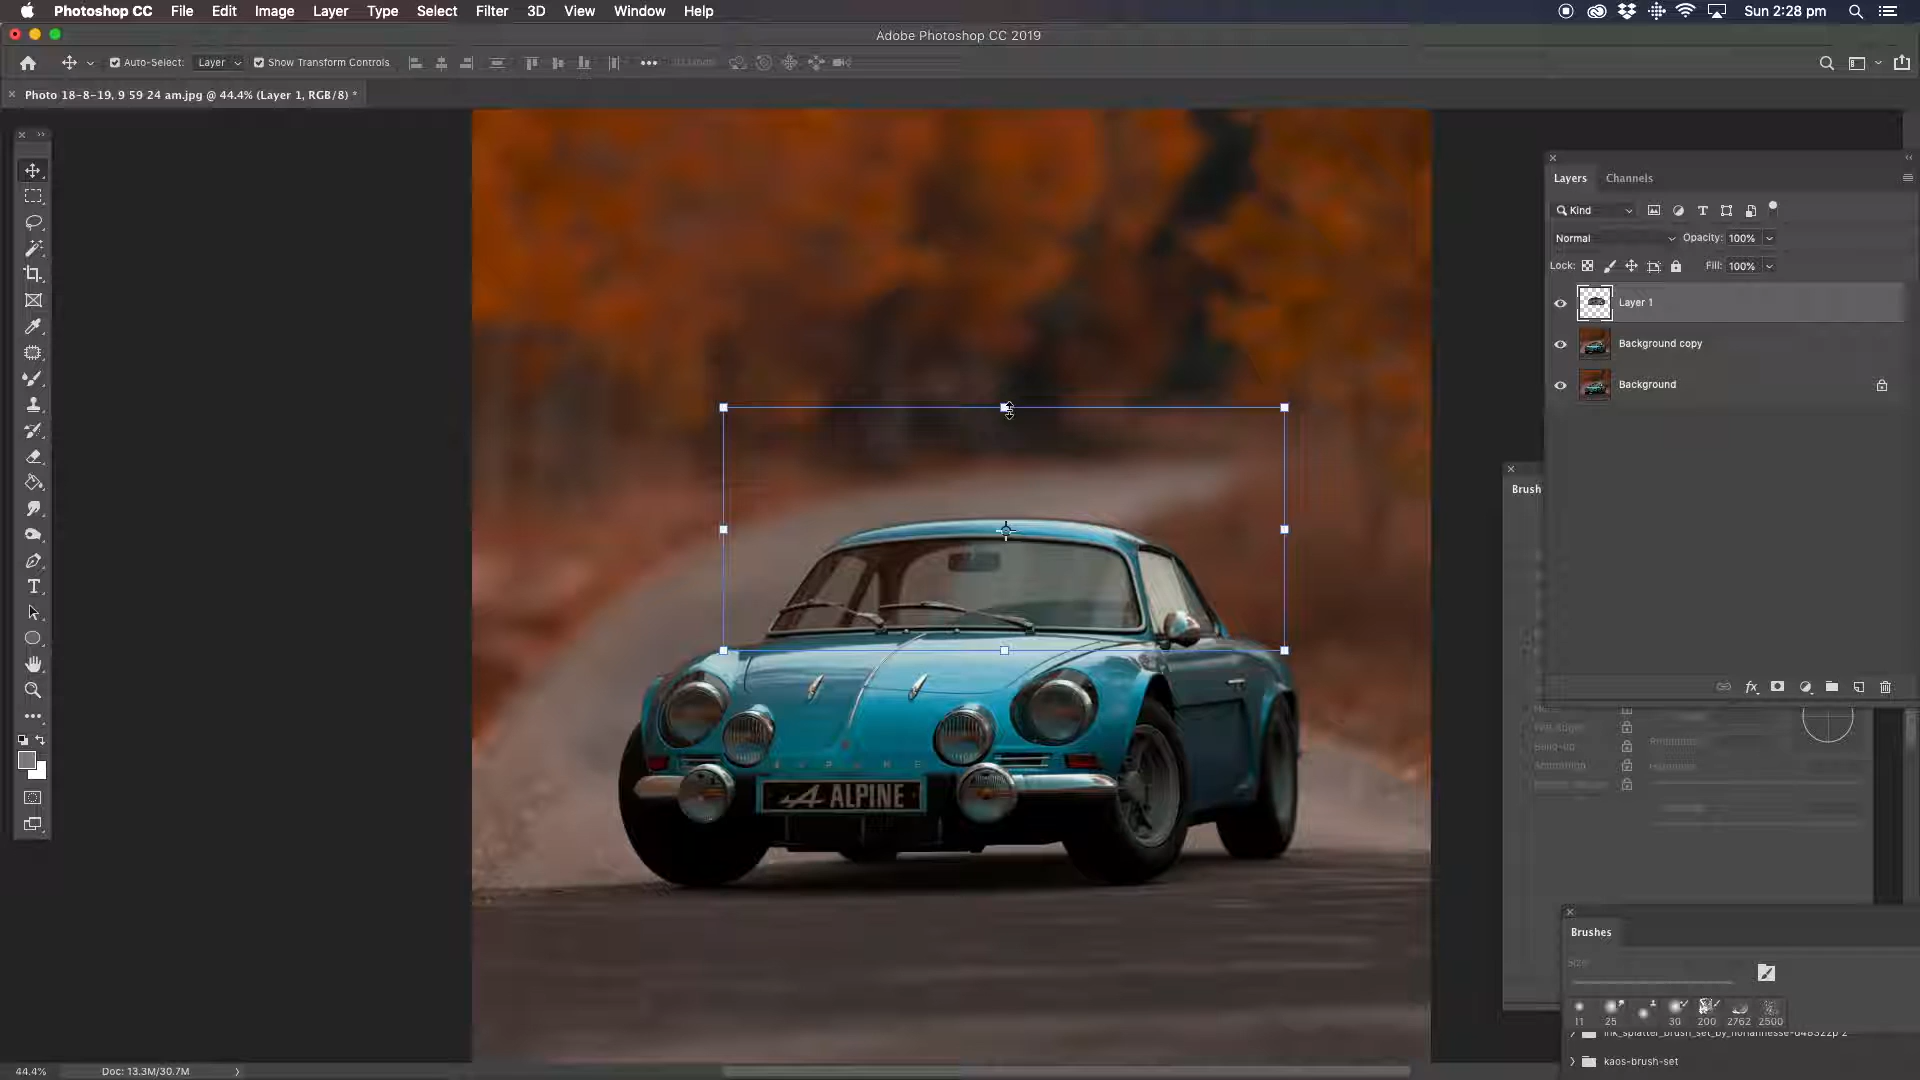 Photoshop CC File Edit Image Layer Type Select Filter 3D View Window Help Sun 2:28 pm
Adobe Photoshop CC 2019
Auto-Select: Layer Show Transform Controls
Photo 18-8-19, 9 59 24 am.jpg @ 44.4% (Layer 1, RGB/8) *
Layers Channels
Kind
Normal Opacity: 100%
Lock: Fill: 100%
Layer 1
Background copy
Background
Brush
ALPINE
Brushes
Size
11 25 30 200 2762 2500
kaos-brush-set
44.4% Doc: 13.3M/30.7M